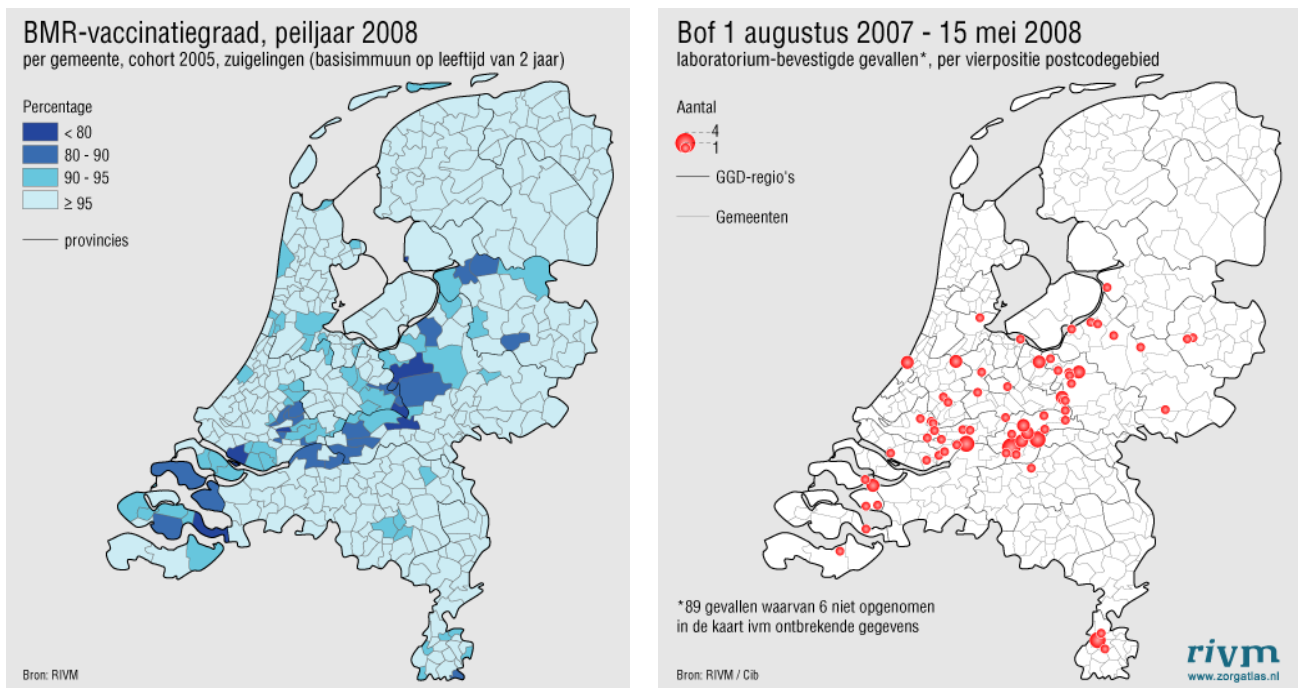 BMR-vaccinatiegraad, peiljaar 2008
per gemeente, cohort 2005, zuigelingen (basisimmuun op leeftijd van 2 jaar)
Percentage
< 80
80 - 90
90 - 95
≥ 95
provincies
Bron: RIVM
Bof 1 augustus 2007 - 15 mei 2008
laboratorium-bevestigde gevallen*, per vierpositie postcodegebied
Aantal
4
1
GGD-regio's
Gemeenten
*89 gevallen waarvan 6 niet opgenomen
in de kaart ivm ontbrekende gegevens
Bron: RIVM / Cib
rivm
www.zorgatlas.nl